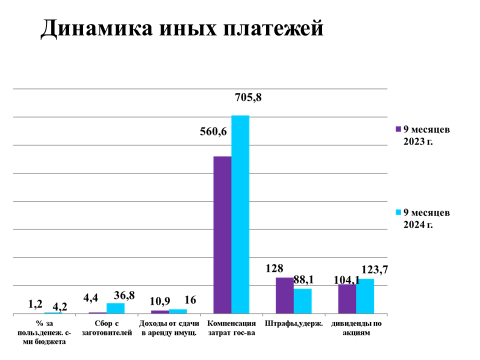 Динамика иных платежей
705,8
560,6
9 месяцев
2023 г.
9 месяцев
2024 г.
128
88,1
104,1
123,7
1,2
4,2
4,4
36,8
10,9
16
% за
польз.денеж. с-
ми бюджета
Сбор с
заготовителей
Доходы от сдачи
в аренду имущ.
Компенсация
затрат гос-ва
Штрафы,удерж.
дивиденды по
акциям